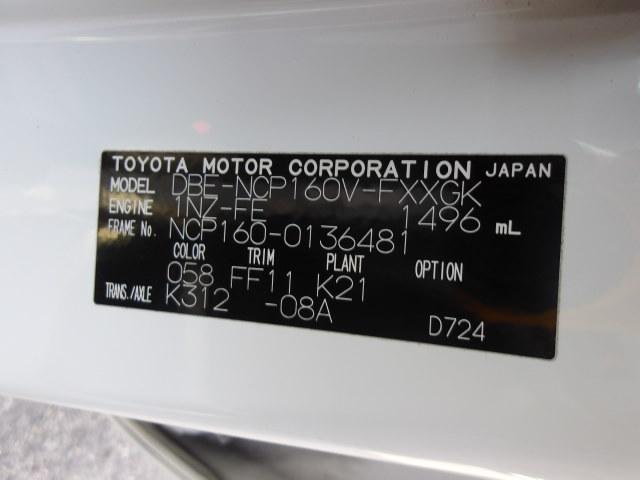 TOYOTA MOTOR CORPORATION JAPAN
MODEL DBE-NCP160V-FXXGK
ENGINE 1NZ-FE 1496 mL
FRAME No. NCP160-0136481
COLOR TRIM PLANT OPTION
058 FF11 K21
TRANS./AXLE K312 -08A
D724